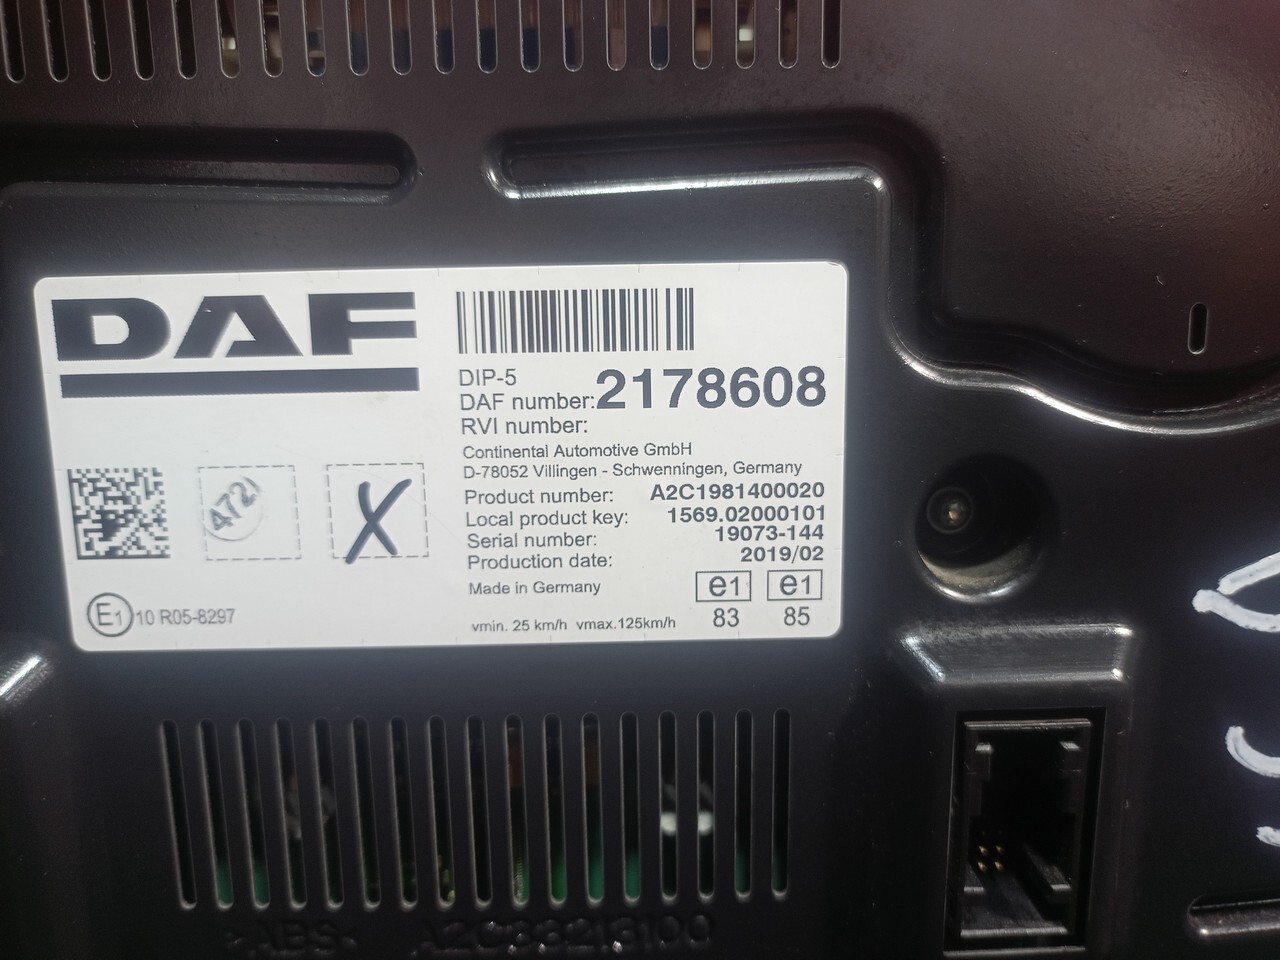 DAF
DIP-5
DAF number: 2178608
RVI number:
Continental Automotive GmbH
D-78052 Villingen - Schwenningen, Germany
Product number: A2C1981400020
Local product key: 1569.02000101
Serial number: 19073-144
Production date: 2019/02
Made in Germany
e1 e1
83 85
vmin. 25 km/h vmax.125km/h
4721
X
E1 10 R05-8297
>ABS<